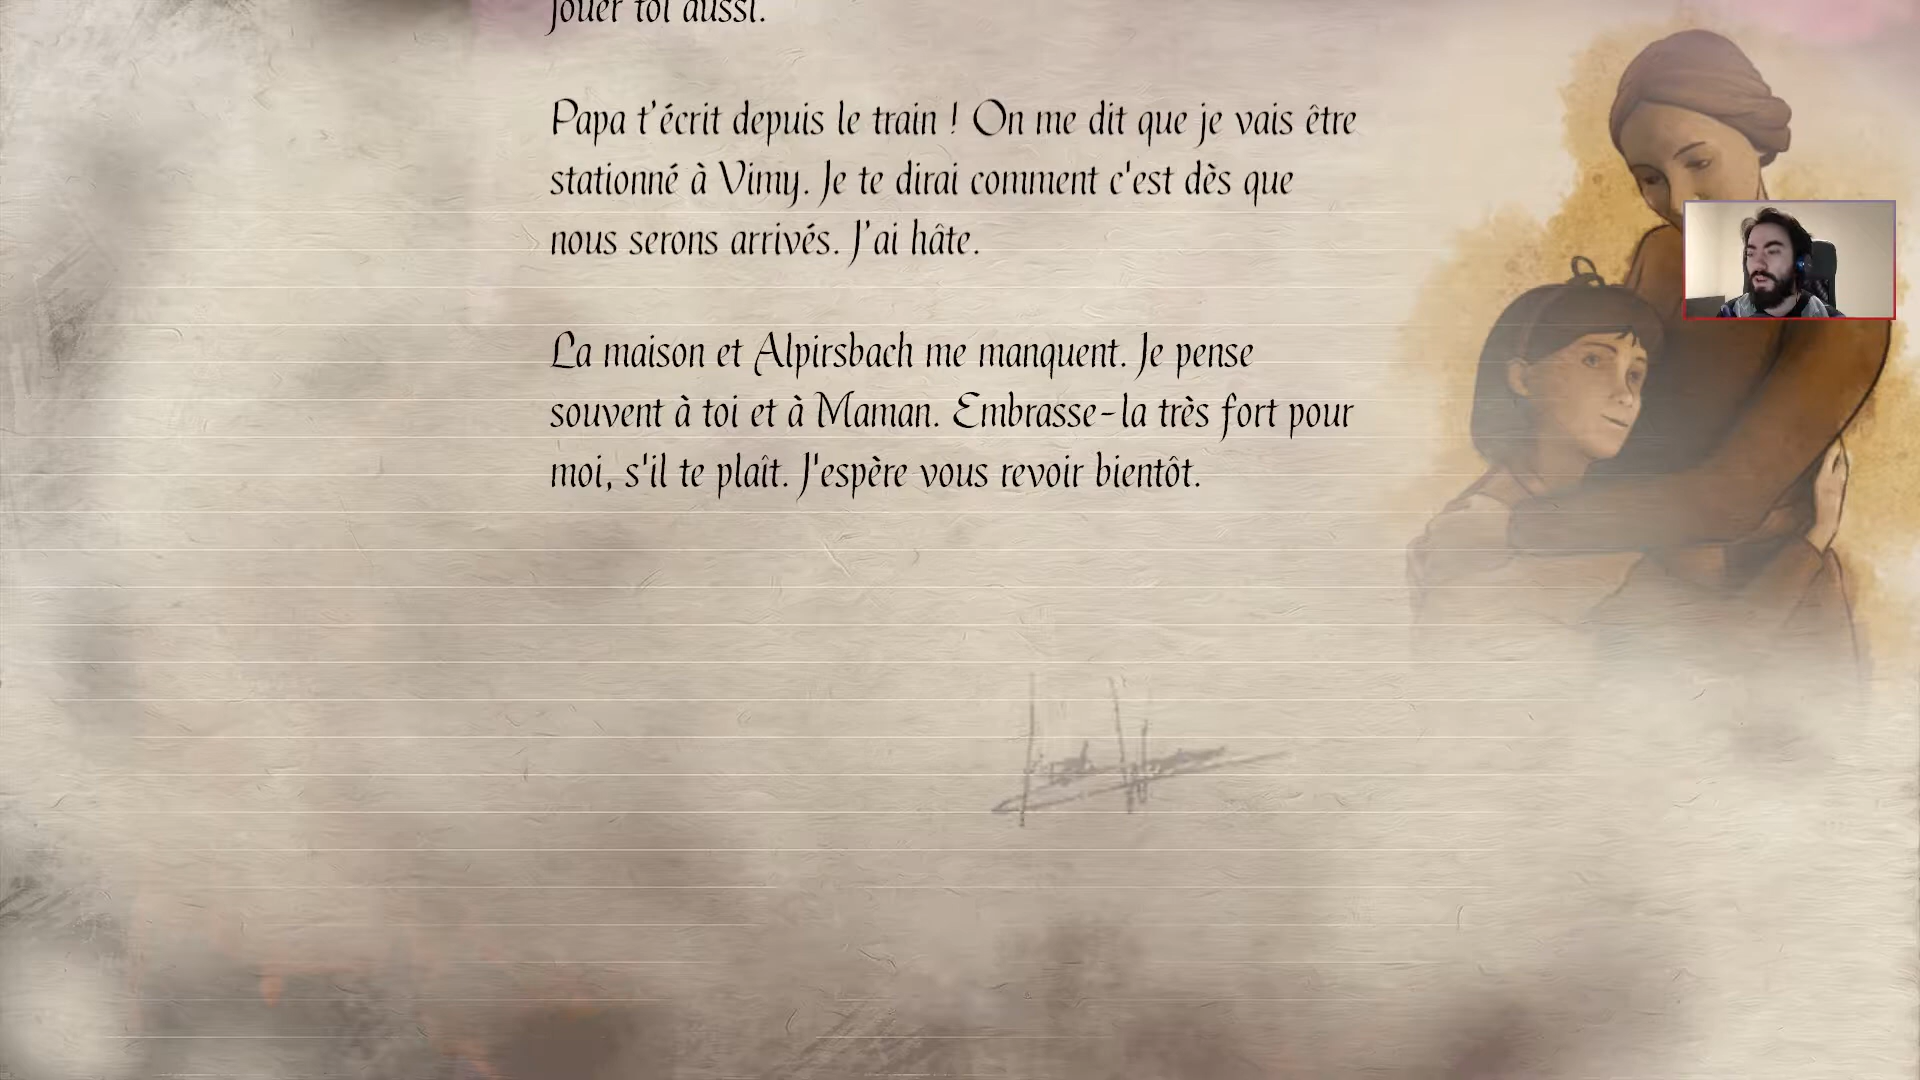 jouer toi aussi.
Papa t'écrit depuis le train ! On me dit que je vais être
stationné à Vimy. Je te dirai comment c'est dès que
nous serons arrivés. J'ai hâte.
La maison et Alpirsbach me manquent. Je pense
souvent à toi et à Maman. Embrasse-la très fort pour
moi, s'il te plaît. J'espère vous revoir bientôt.